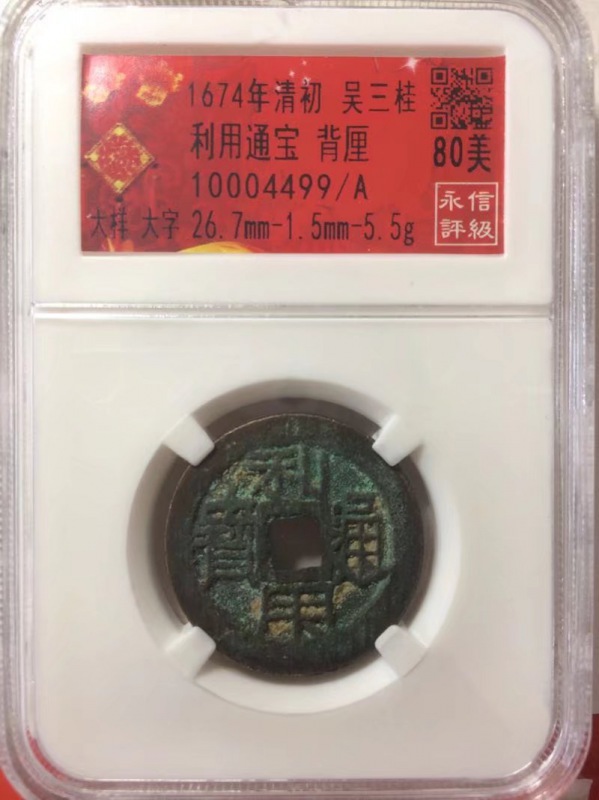 1674年清初 吴三桂
利用通宝 背厘
80美
10004499/A
大样 大字 26.7mm-1.5mm-5.5g
永信
評級
利用通寶